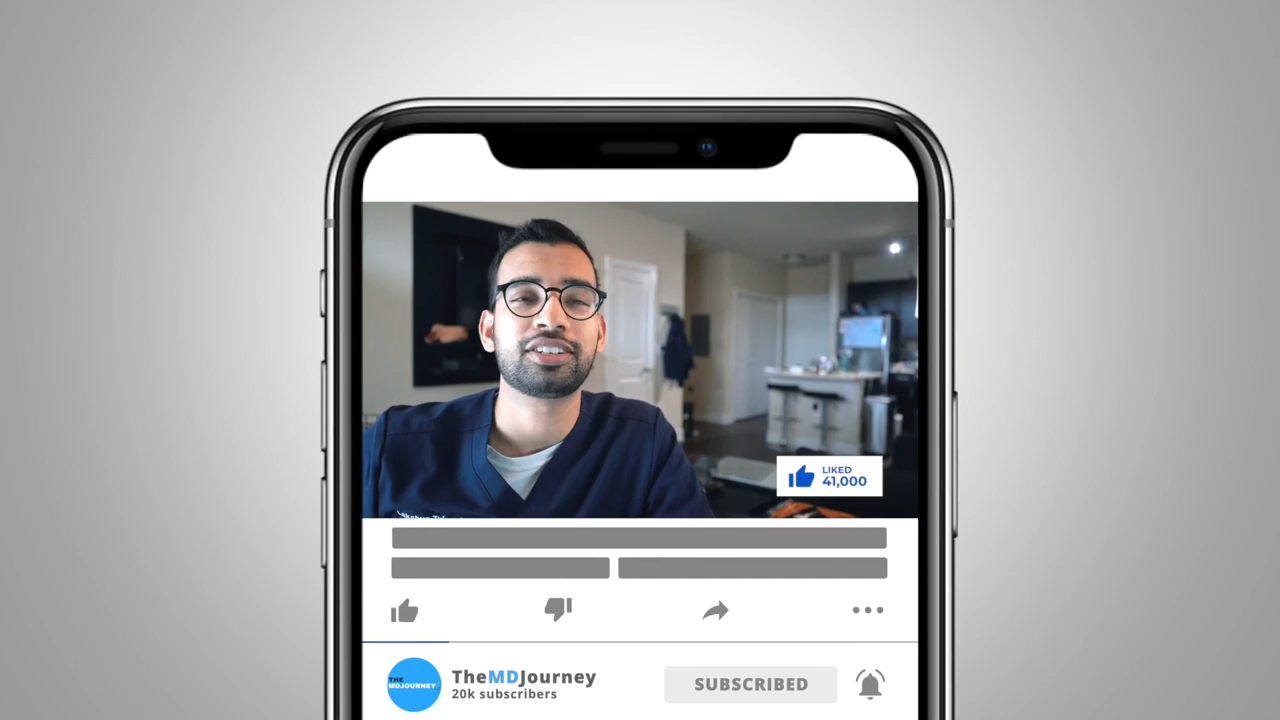 LIKED
41,000
THE
MDJOURNEY
TheMDJourney
20k subscribers
SUBSCRIBED